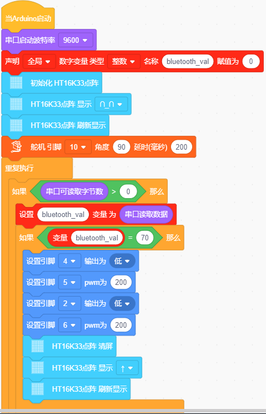 当Arduino启动
串口启动波特率 9600
声明 全局 数字变量 类型 整数 名称 bluetooth_val 赋值为 0
初始化 HT16K33点阵
HT16K33点阵 显示
HT16K33点阵 刷新显示
舵机 引脚 10 角度 90 延时(毫秒) 200
重复执行
如果 串口可读取字节数 > 0 那么
设置 bluetooth_val 变量 为 串口读取数据
如果 变量 bluetooth_val = 70 那么
设置引脚 4 输出为 低
设置引脚 5 pwm为 200
设置引脚 2 输出为 低
设置引脚 6 pwm为 200
HT16K33点阵 清屏
HT16K33点阵 显示 ↑
HT16K33点阵 刷新显示